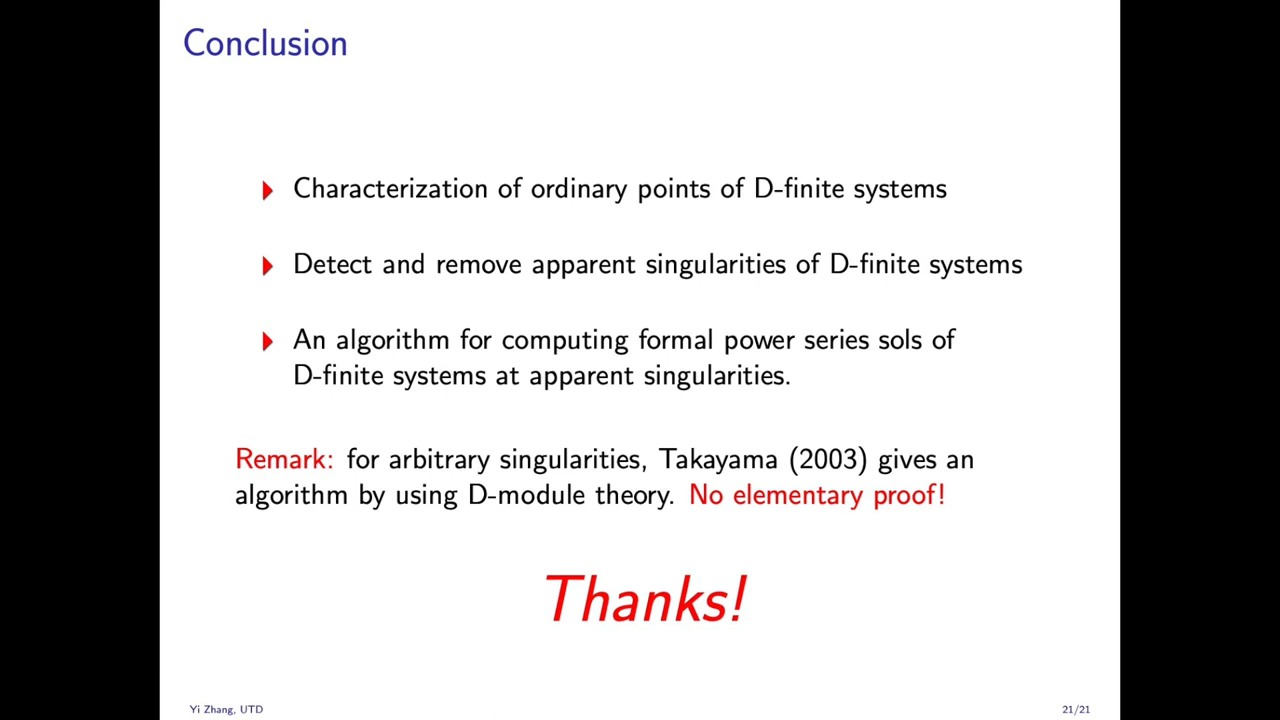 Conclusion
Characterization of ordinary points of D-finite systems
Detect and remove apparent singularities of D-finite systems
An algorithm for computing formal power series sols of
D-finite systems at apparent singularities.
Remark: for arbitrary singularities, Takayama (2003) gives an
algorithm by using D-module theory. No elementary proof!
Thanks!
Yi Zhang, UTD
21/21